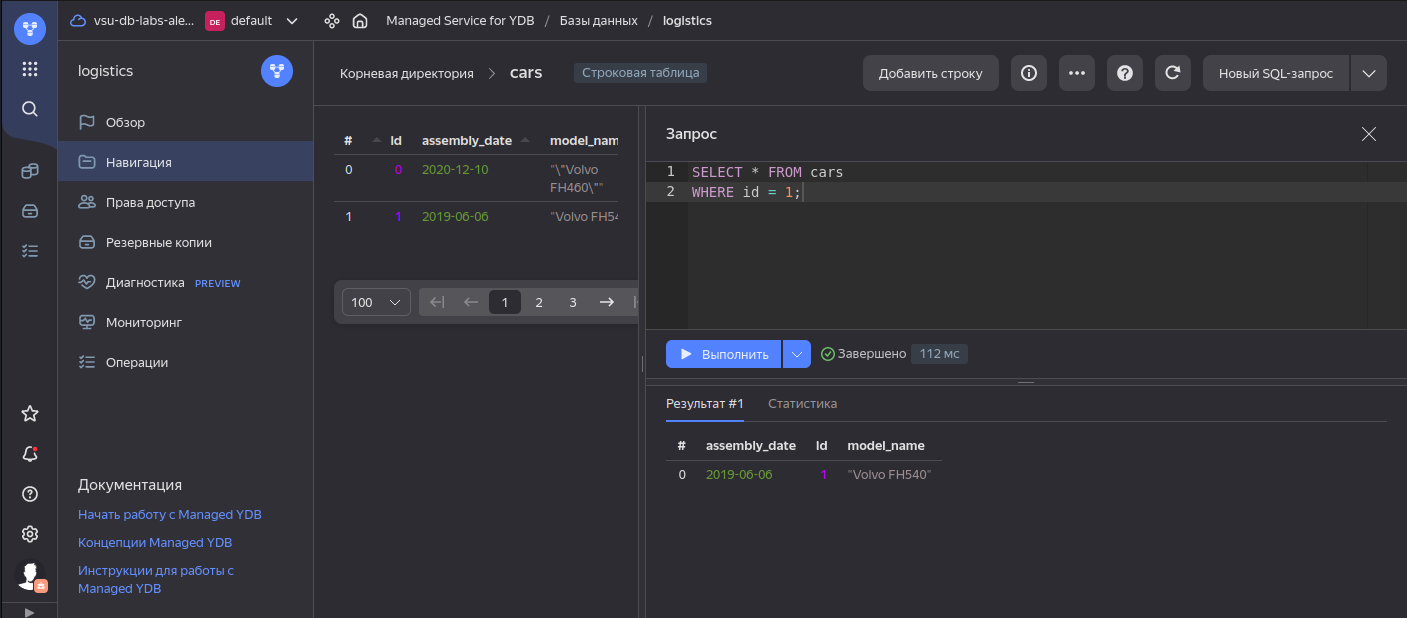 vsu-db-labs-ale... DE default Managed Service for YDB / Базы данных / logistics
logistics
Обзор
Навигация
Права доступа
Резервные копии
Диагностика PREVIEW
Мониторинг
Операции
Документация
Начать работу с Managed YDB
Концепции Managed YDB
Инструкции для работы с
Managed YDB
Корневая директория > cars Строковая таблица
Добавить строку
Новый SQL-запрос
# id assembly_date model_nam
0 0 2020-12-10 "\"Volvo
FH460\""
1 1 2019-06-06 "Volvo FH54
100 1 2 3
Запрос
1 SELECT * FROM cars
2 WHERE id = 1;
Выполнить Завершено 112 мс
Результат #1 Статистика
# assembly_date id model_name
0 2019-06-06 1 "Volvo FH540"